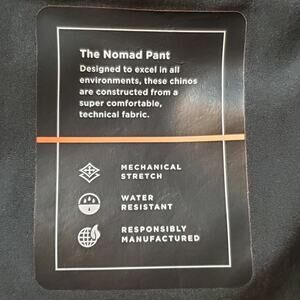 The Nomad Pant
Designed to excel in all
environments, these chinos
are constructed from a
super comfortable,
technical fabric.
MECHANICAL
STRETCH
WATER
RESISTANT
RESPONSIBLY
MANUFACTURED